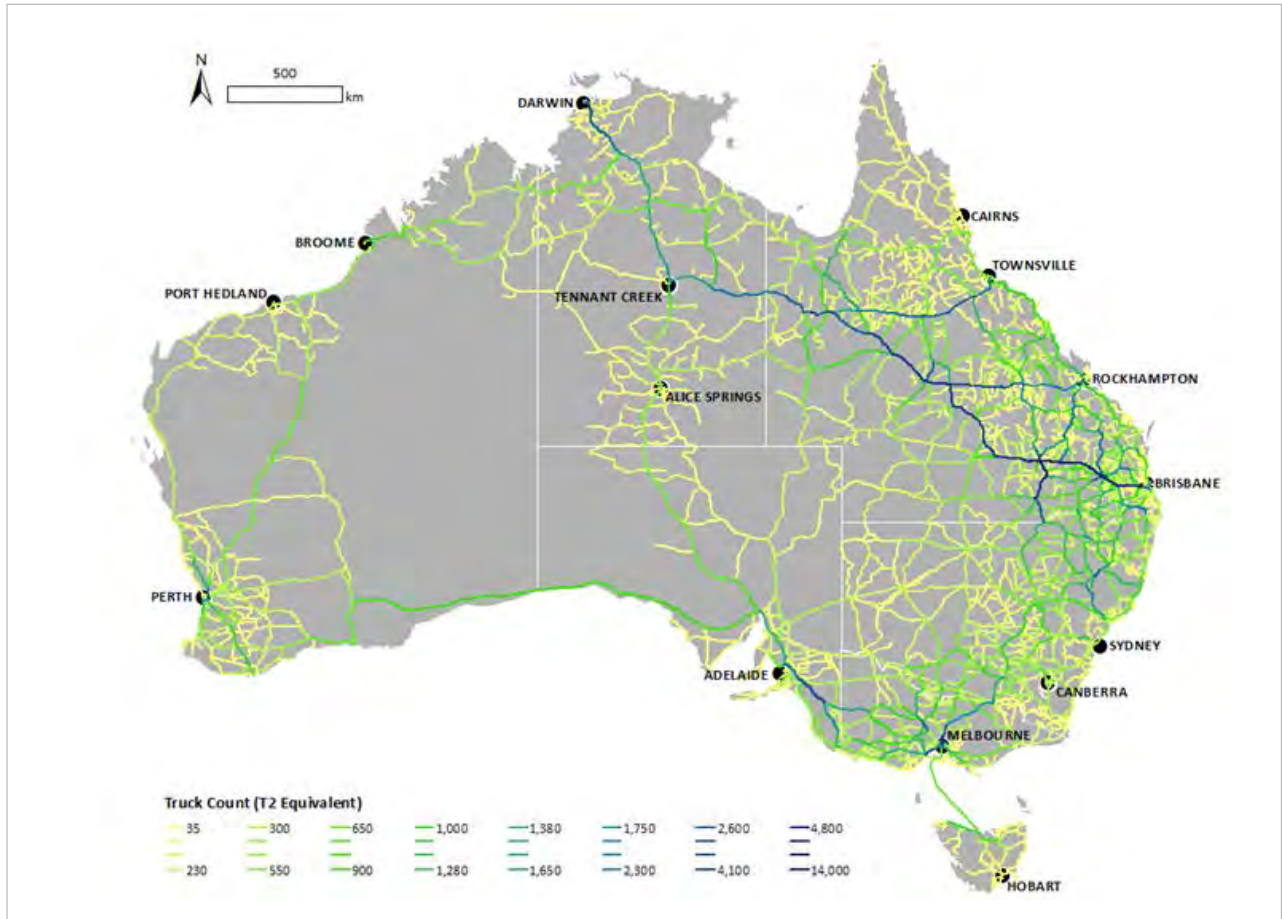 N
500
km
DARWIN
CAIRNS
BROOME
TOWNSVILLE
PORT HEDLAND
TENNANT CREEK
ROCKHAMPTON
ALICE SPRINGS
BRISBANE
PERTH
SYDNEY
ADELAIDE
CANBERRA
MELBOURNE
Truck Count (T2 Equivalent)
35 300 650 1,000 1,380 1,750 2,600 4,800
230 550 900 1,280 1,650 2,300 4,100 14,000
HOBART